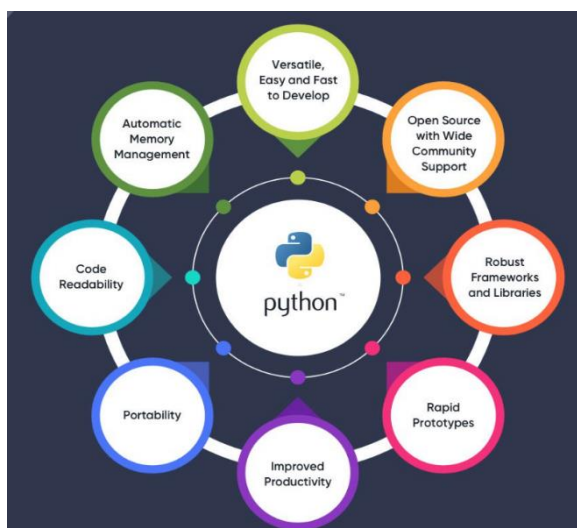 Versatile,
Easy and Fast
to Develop
Open Source
with Wide
Community
Support
Robust
Frameworks
and Libraries
Rapid
Prototypes
Improved
Productivity
Portability
Code
Readability
Automatic
Memory
Management
python™